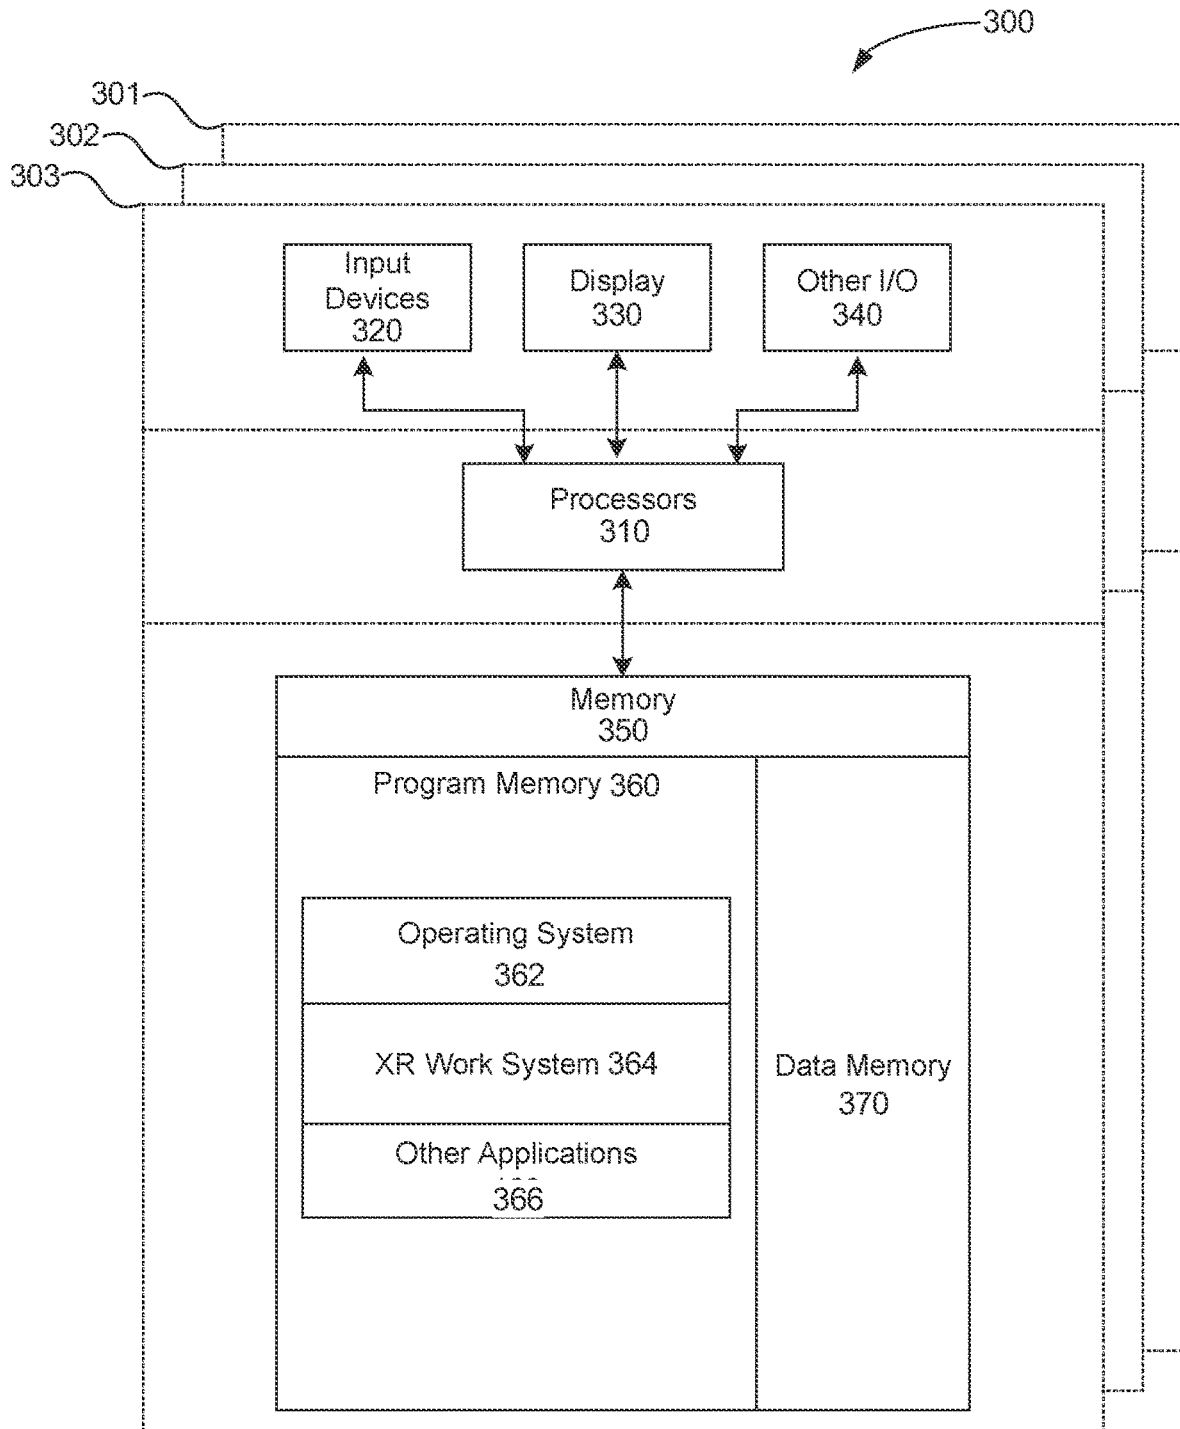 300
301
302
303
Input
Devices
320
Display
330
Other I/O
340
Processors
310
Memory
350
Program Memory 360
Operating System
362
XR Work System 364
Other Applications
366
Data Memory
370